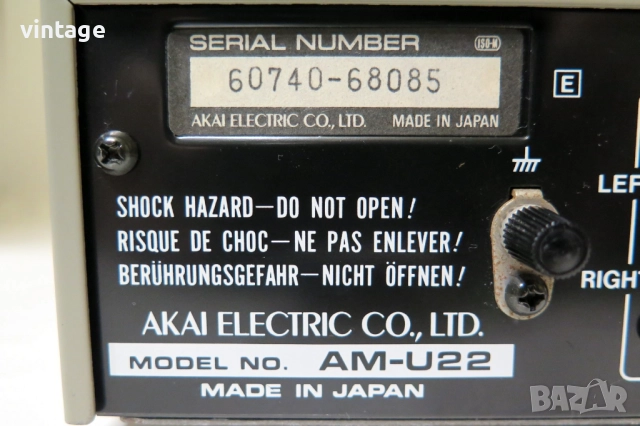 vintage
SERIAL NUMBER
ISO-M
60740-68085
AKAI ELECTRIC CO., LTD. MADE IN JAPAN
E
SHOCK HAZARD—DO NOT OPEN!
RISQUE DE CHOC—NE PAS ENLEVER!
BERÜHRUNGSGEFAHR—NICHT ÖFFNEN!
LEF
RIGHT
AKAI ELECTRIC CO., LTD.
MODEL NO. AM-U22
MADE IN JAPAN
BAZAR